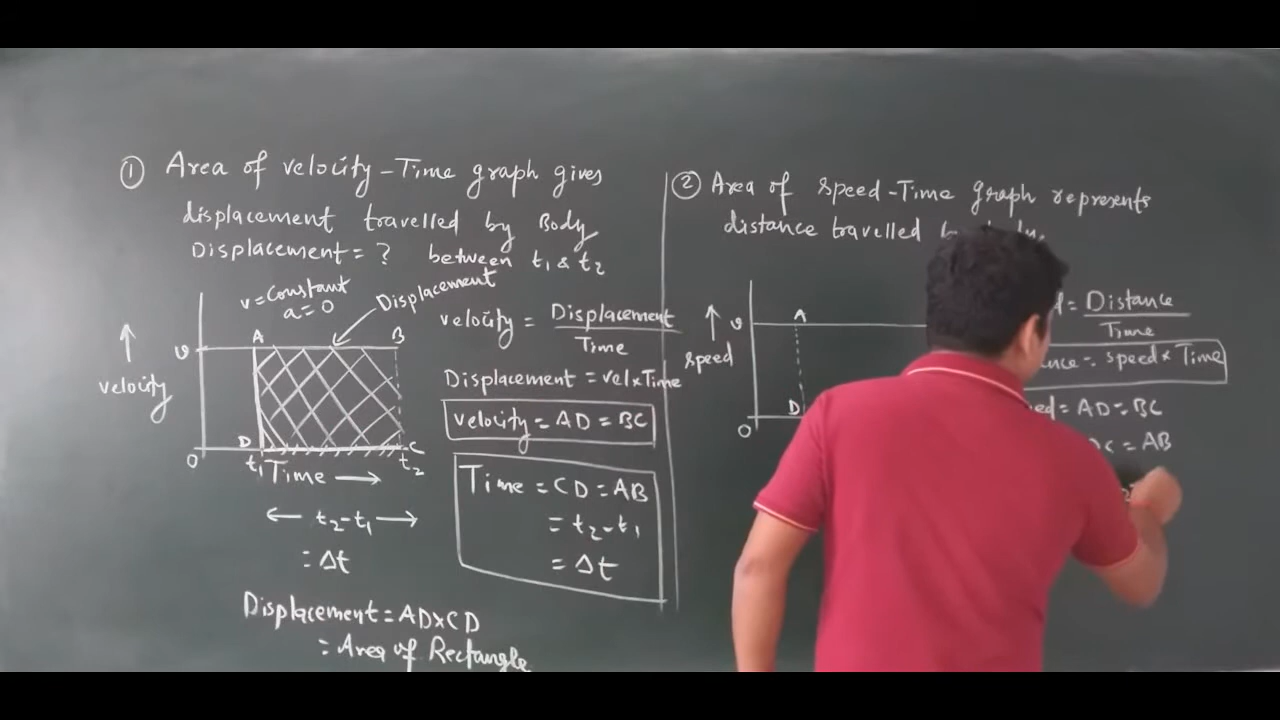 ① Area of velocity-Time graph gives
displacement travelled by Body
Displacement = ? between t₁ & t₂
v = Constant
a = 0
Displacement
A
B
v
↑
velocity
D
C
0
t₁
t₂
Time →
← t₂-t₁ →
= Δt
velocity = Displacement
Time
Displacement = vel × Time
velocity = AD = BC
Time = CD = AB
= t₂-t₁
= Δt
Displacement = AD×CD
= Area of Rectangle
② Area of speed-Time graph represents
distance travelled
↑
speed
v
A
D
0
= Distance
Time
= speed × Time
= AD = BC
= AB